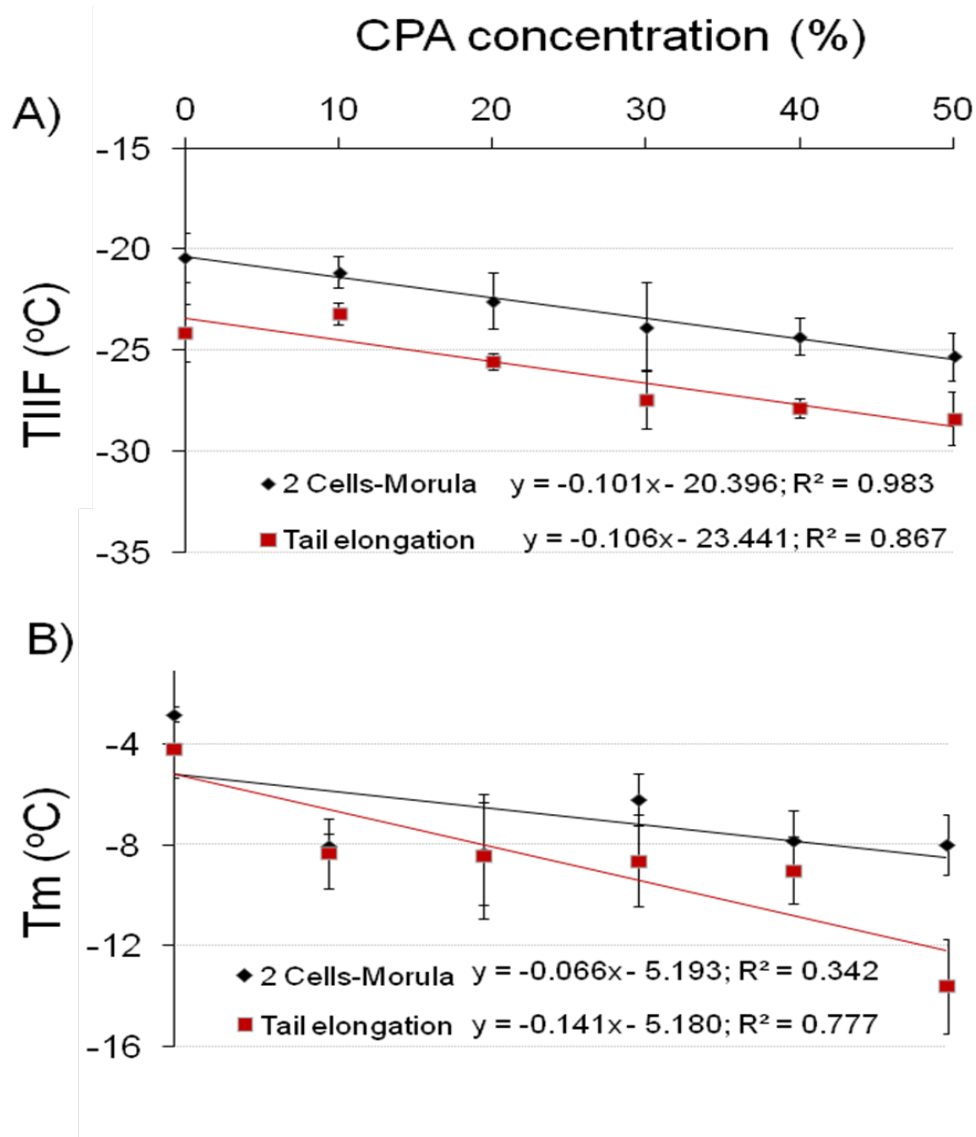 CPA concentration (%)
A)
0 10 20 30 40 50
-15
-20
-25
-30
-35
TIIF (ºC)
2 Cells-Morula y = -0.101x - 20.396; R² = 0.983
Tail elongation y = -0.106x - 23.441; R² = 0.867
B)
-4
-8
-12
-16
Tm (ºC)
2 Cells-Morula y = -0.066x - 5.193; R² = 0.342
Tail elongation y = -0.141x - 5.180; R² = 0.777